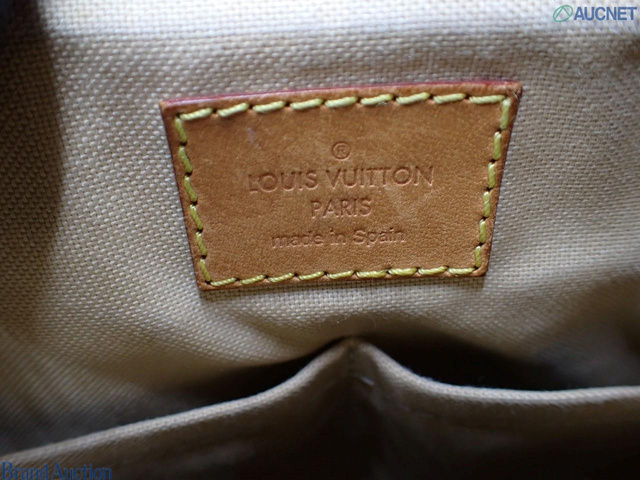 AUCNET
®
LOUIS VUITTON
PARIS
made in Spain
Brand Auction